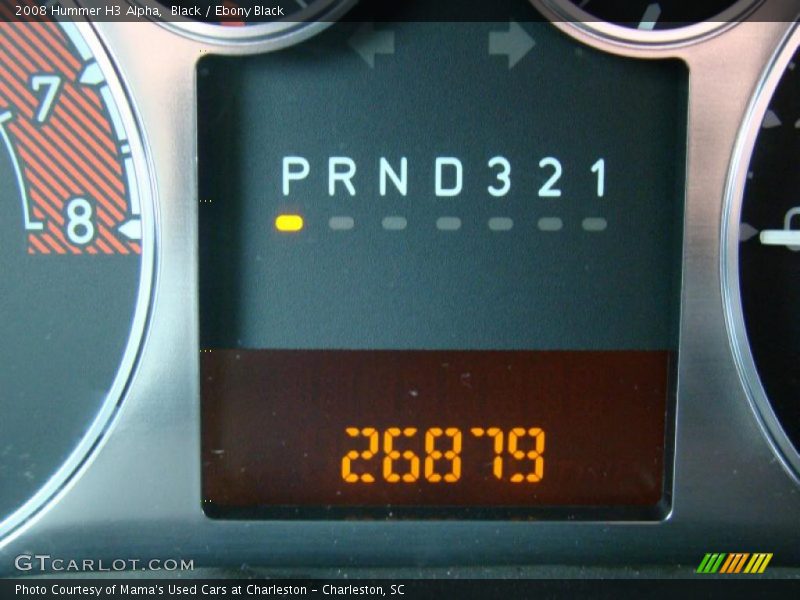 2008 Hummer H3 Alpha,  Black / Ebony Black
7
8
P R N D 3 2 1
26879
GTCARLOT.COM
Photo Courtesy of Mama's Used Cars at Charleston - Charleston, SC